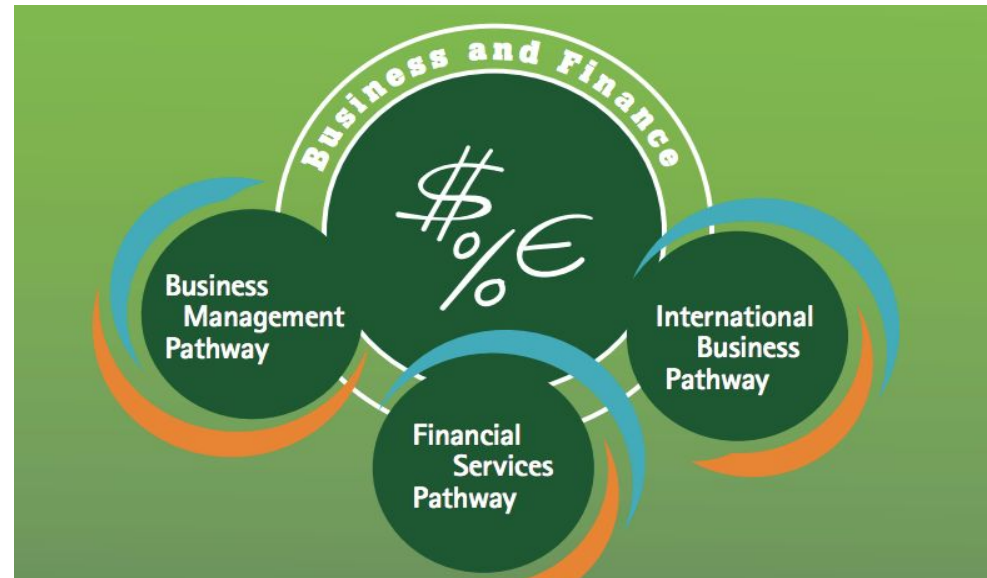 Business and Finance
$%€
Business
Management
Pathway
International
Business
Pathway
Financial
Services
Pathway